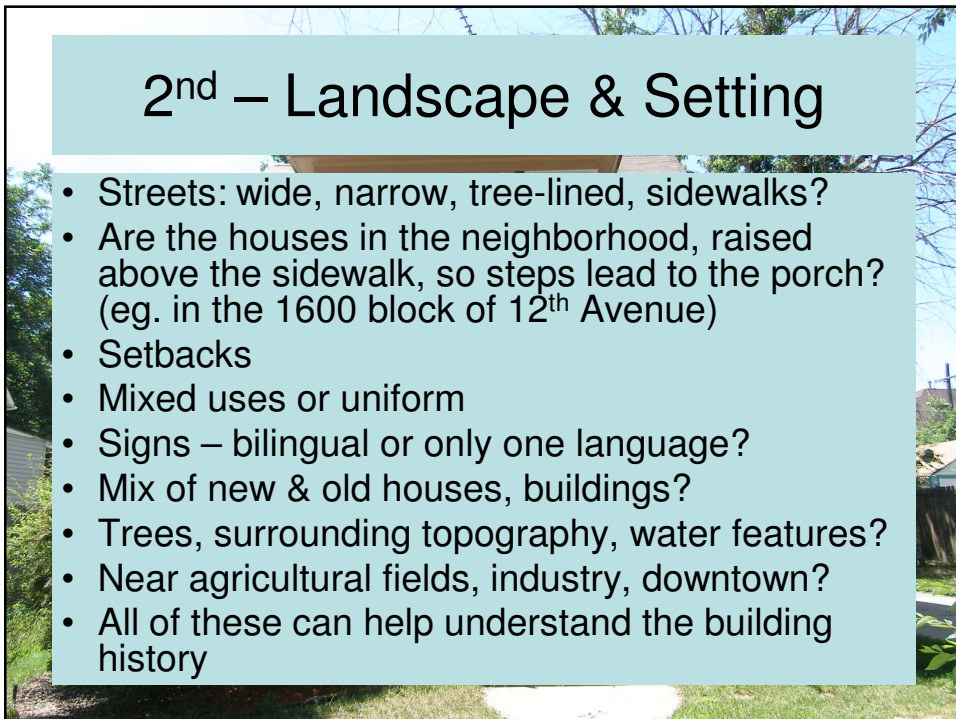 2nd – Landscape & Setting
• Streets: wide, narrow, tree-lined, sidewalks?
• Are the houses in the neighborhood, raised
above the sidewalk, so steps lead to the porch?
(eg. in the 1600 block of 12th Avenue)
• Setbacks
• Mixed uses or uniform
• Signs – bilingual or only one language?
• Mix of new & old houses, buildings?
• Trees, surrounding topography, water features?
• Near agricultural fields, industry, downtown?
• All of these can help understand the building
history